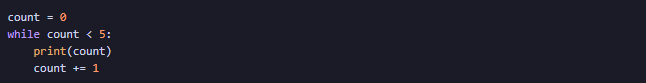 count = 0
while count < 5:
    print(count)
    count += 1